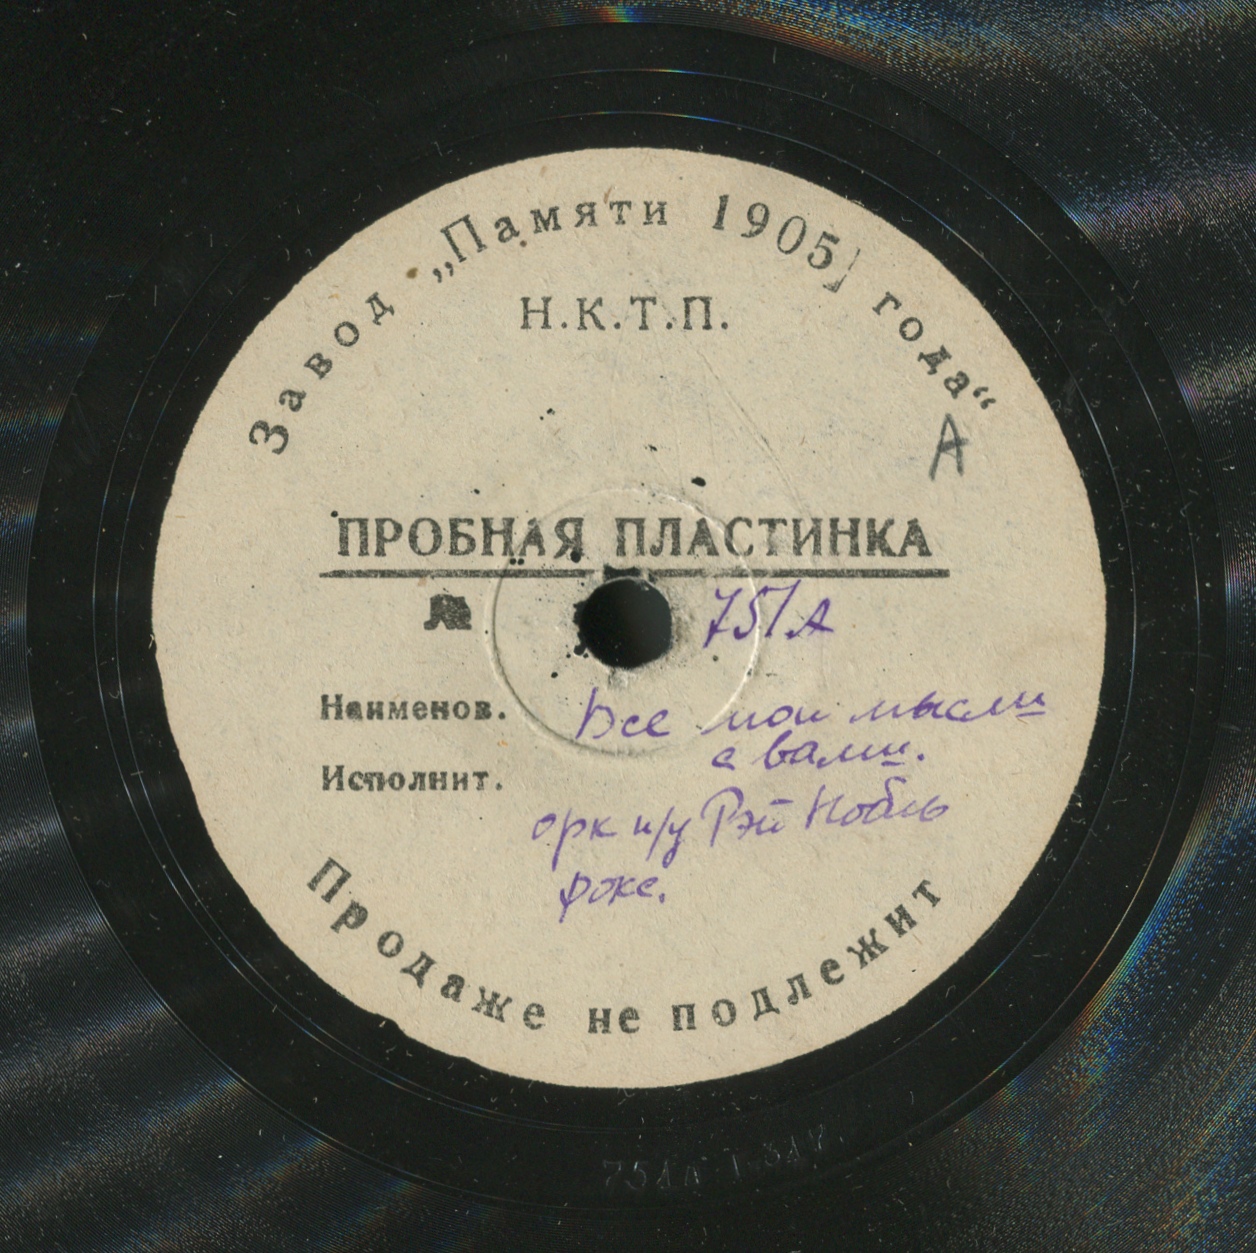 Завод „Памяти 1905 года“
Н.К.Т.П.
А
ПРОБНАЯ ПЛАСТИНКА
№ 751А
Наименов. Все мои мысли
с вами.
Исполнит.
орк п/у Рэй Нобль
фокс.
Продаже не подлежит